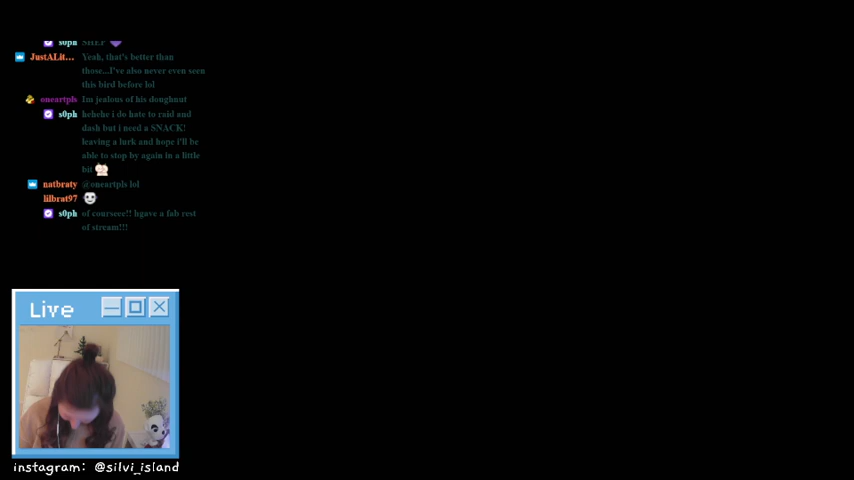 s0ph SHEP
JustALit... Yeah, that's better than
those...I've also never even seen
this bird before lol
oneartpls Im jealous of his doughnut
s0ph hehehe i do hate to raid and
dash but i need a SNACK!
leaving a lurk and hope i'll be
able to stop by again in a little
bit
natbraty @oneartpls lol
lilbrat97
s0ph of courseee!! hgave a fab rest
of stream!!!
Live
instagram: @silvi_island